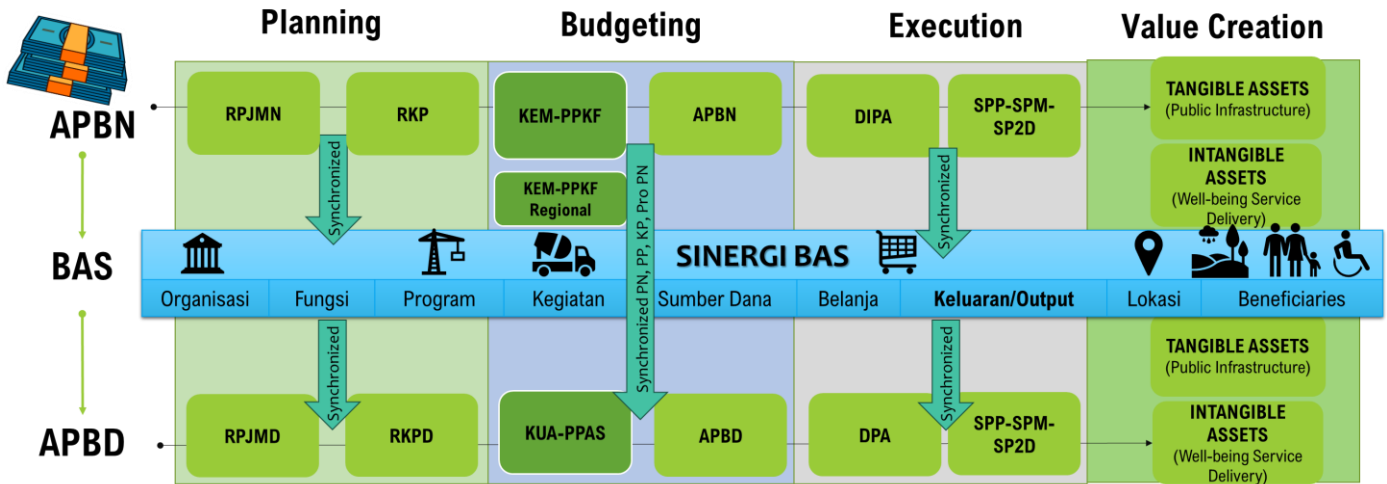 Planning
Budgeting
Execution
Value Creation
APBN
RPJMN
RKP
KEM-PPKF
APBN
DIPA
SPP-SPM-
SP2D
TANGIBLE ASSETS
(Public Infrastructure)
Synchronized
KEM-PPKF
Regional
Synchronized PN, PP, KP, Pro PN
Synchronized
INTANGIBLE
ASSETS
(Well-being Service
Delivery)
BAS
SINERGI BAS
Organisasi
Fungsi
Program
Kegiatan
Sumber Dana
Belanja
Keluaran/Output
Lokasi
Beneficiaries
Synchronized
Synchronized
TANGIBLE ASSETS
(Public Infrastructure)
APBD
RPJMD
RKPD
KUA-PPAS
APBD
DPA
SPP-SPM-
SP2D
INTANGIBLE
ASSETS
(Well-being Service
Delivery)